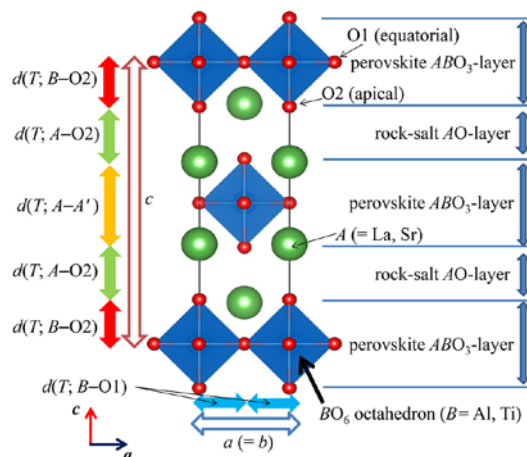 O1 (equatorial)
perovskite ABO₃-layer
d(T; B–O2)
O2 (apical)
d(T; A–O2)
rock-salt AO-layer
c
d(T; A–A′)
perovskite ABO₃-layer
A (= La, Sr)
d(T; A–O2)
rock-salt AO-layer
d(T; B–O2)
perovskite ABO₃-layer
d(T; B–O1)
c
a
a (= b)
BO₆ octahedron (B= Al, Ti)